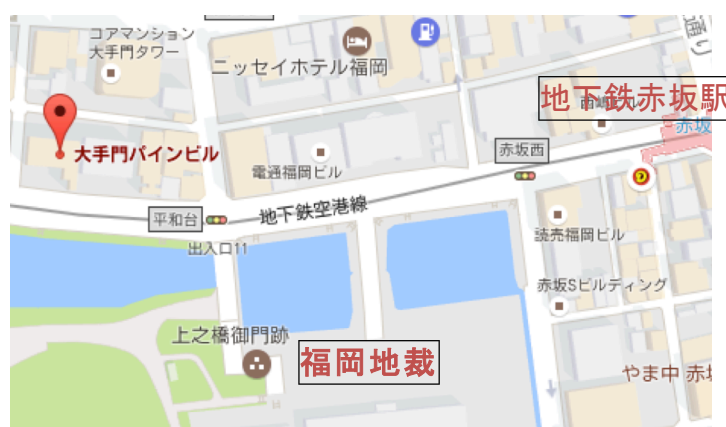 コアマンション
大手門タワー
ニッセイホテル福岡
通り
地下鉄赤坂駅
赤坂
大手門パインビル
電通福岡ビル
赤坂西
平和台
地下鉄空港線
出入口11
読売福岡ビル
赤坂Sビルディング
上之橋御門跡
福岡地裁
やま中 赤坂